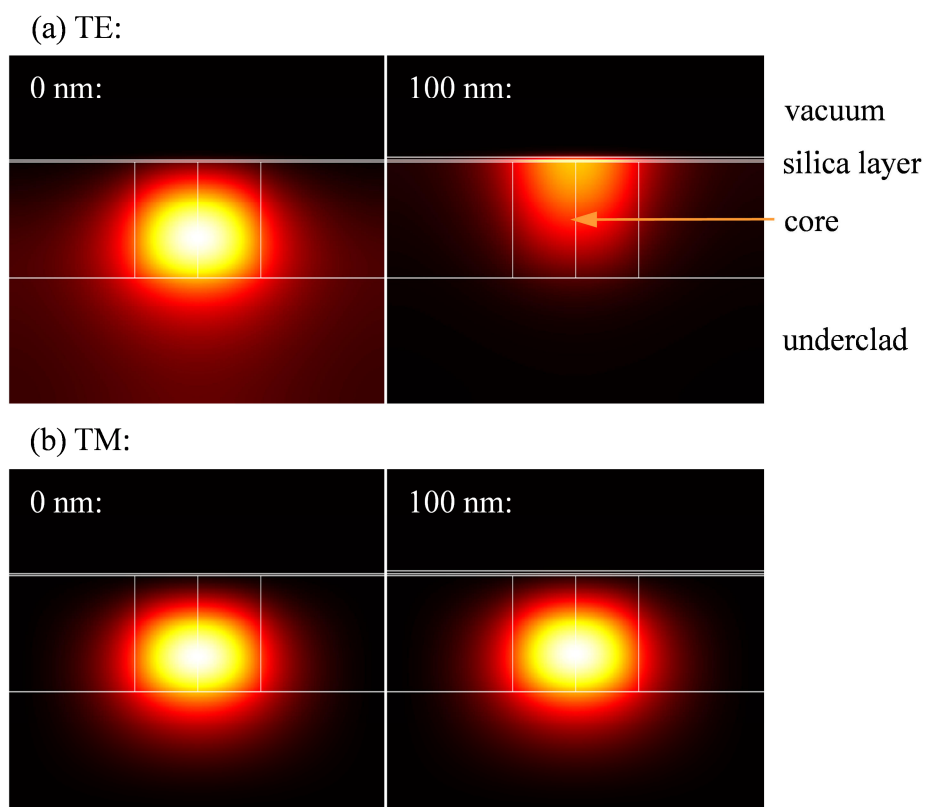 (a) TE:
0 nm:
100 nm:
vacuum
silica layer
core
underclad
(b) TM:
0 nm:
100 nm: